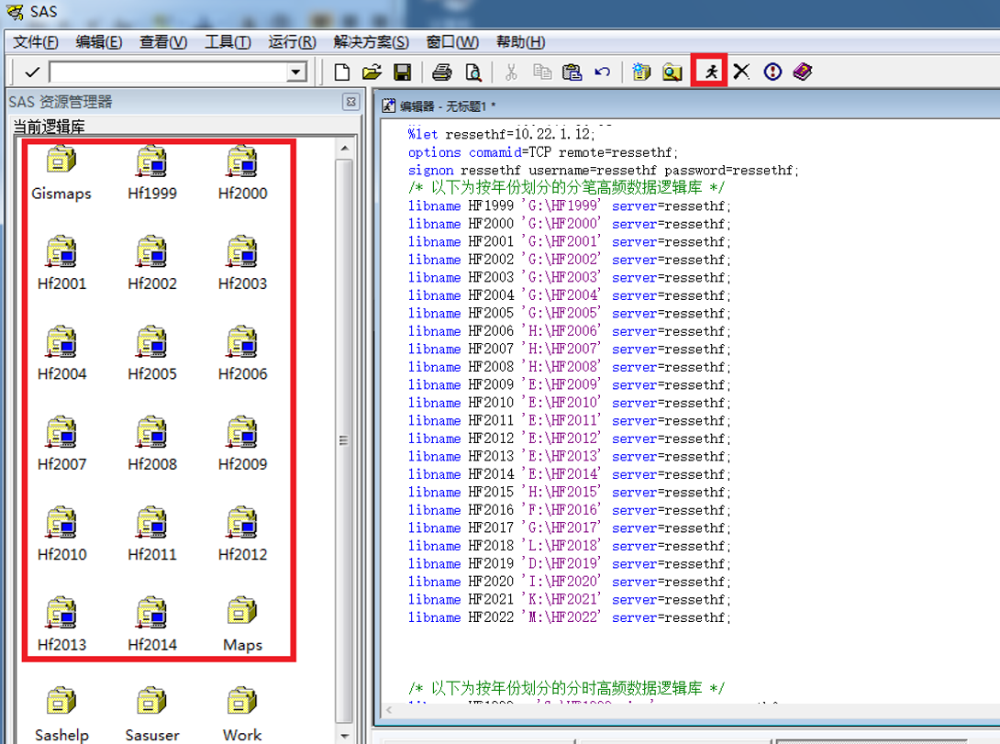 SAS
文件(F) 编辑(E) 查看(V) 工具(T) 运行(R) 解决方案(S) 窗口(W) 帮助(H)
SAS 资源管理器
当前逻辑库
Gismaps Hf1999 Hf2000
Hf2001 Hf2002 Hf2003
Hf2004 Hf2005 Hf2006
Hf2007 Hf2008 Hf2009
Hf2010 Hf2011 Hf2012
Hf2013 Hf2014 Maps
Sashelp Sasuser Work
编辑器 - 无标题1 *
%let ressethf=10.22.1.12;
options comamid=TCP remote=ressethf;
signon ressethf username=ressethf password=ressethf;
/* 以下为按年份划分的分笔高频数据逻辑库 */
libname HF1999 'G:\HF1999' server=ressethf;
libname HF2000 'G:\HF2000' server=ressethf;
libname HF2001 'G:\HF2001' server=ressethf;
libname HF2002 'G:\HF2002' server=ressethf;
libname HF2003 'G:\HF2003' server=ressethf;
libname HF2004 'G:\HF2004' server=ressethf;
libname HF2005 'G:\HF2005' server=ressethf;
libname HF2006 'H:\HF2006' server=ressethf;
libname HF2007 'H:\HF2007' server=ressethf;
libname HF2008 'H:\HF2008' server=ressethf;
libname HF2009 'E:\HF2009' server=ressethf;
libname HF2010 'E:\HF2010' server=ressethf;
libname HF2011 'E:\HF2011' server=ressethf;
libname HF2012 'E:\HF2012' server=ressethf;
libname HF2013 'E:\HF2013' server=ressethf;
libname HF2014 'E:\HF2014' server=ressethf;
libname HF2015 'H:\HF2015' server=ressethf;
libname HF2016 'F:\HF2016' server=ressethf;
libname HF2017 'G:\HF2017' server=ressethf;
libname HF2018 'L:\HF2018' server=ressethf;
libname HF2019 'D:\HF2019' server=ressethf;
libname HF2020 'I:\HF2020' server=ressethf;
libname HF2021 'K:\HF2021' server=ressethf;
libname HF2022 'M:\HF2022' server=ressethf;
/* 以下为按年份划分的分时高频数据逻辑库 */